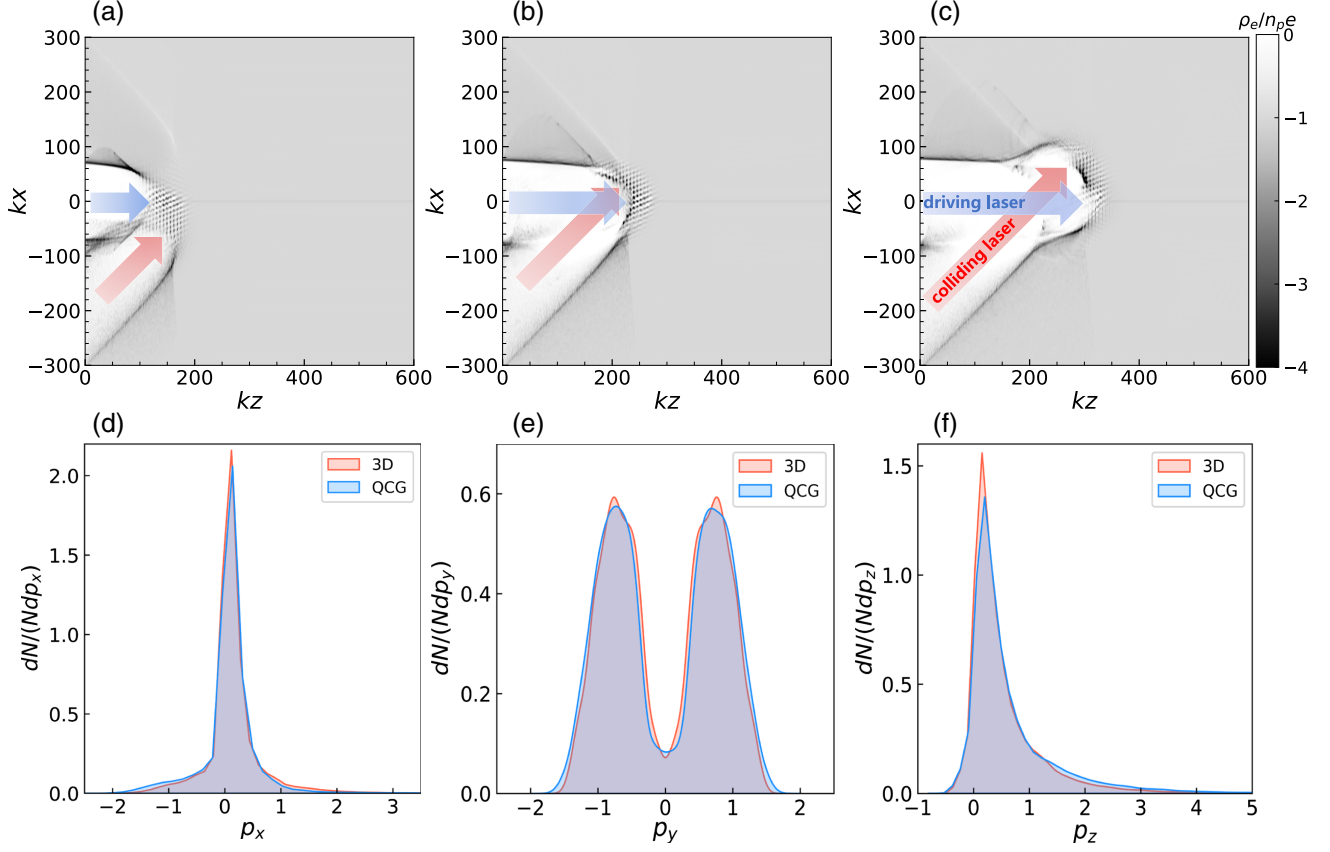 (a)
(b)
(c)
ρe/npe
300
200
100
0
−100
−200
−300
kx
0
200
400
600
kz
300
200
100
0
−100
−200
−300
kx
0
200
400
600
kz
300
200
100
0
−100
−200
−300
kx
driving laser
colliding laser
0
200
400
600
kz
0
−1
−2
−3
−4
(d)
(e)
(f)
2.0
1.5
1.0
0.5
0.0
dN/(Ndpx)
3D
QCG
−2
−1
0
1
2
3
px
0.6
0.4
0.2
0.0
dN/(Ndpy)
3D
QCG
−2
−1
0
1
2
py
1.5
1.0
0.5
0.0
dN/(Ndpz)
3D
QCG
−1
0
1
2
3
4
5
pz